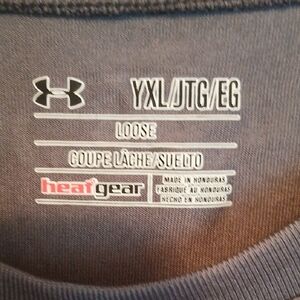 YXL/JTG/EG
LOOSE
COUPE LÂCHE/SUELTO
heatgear
MADE IN HONDURAS
FABRIQUÉ AU HONDURAS
HECHO EN HONDURAS